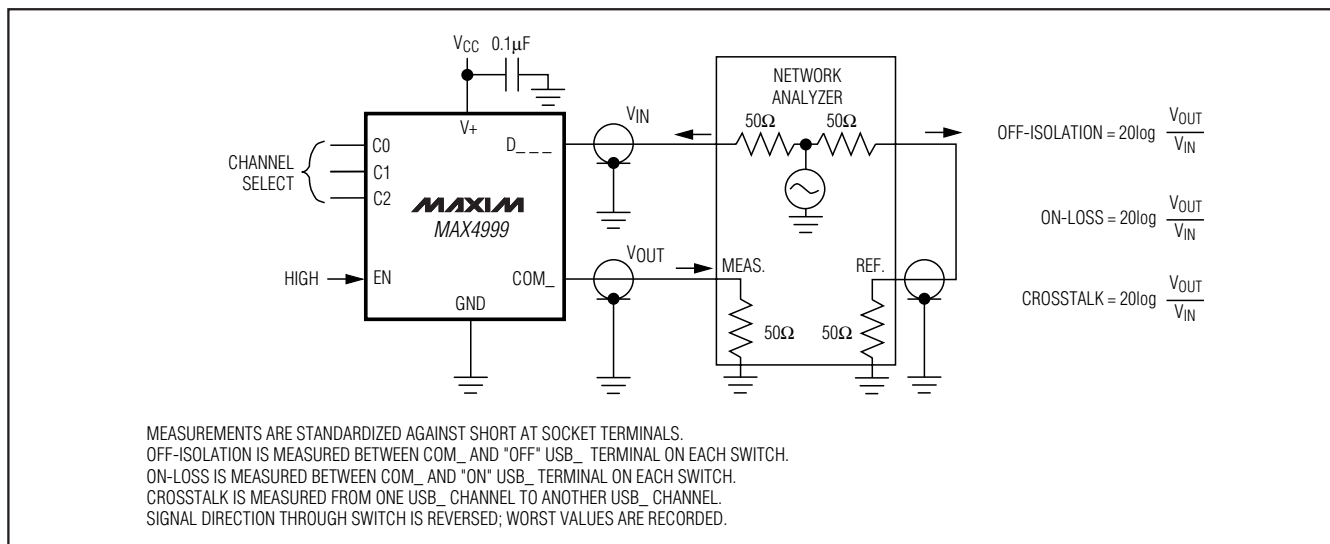 VCC 0.1µF
V+
CHANNEL
SELECT
C0
C1
C2
MAXIM
MAX4999
HIGH
EN
GND
D_ _ _
COM_
VIN
VOUT
NETWORK
ANALYZER
50Ω 50Ω
MEAS. REF.
50Ω 50Ω
OFF-ISOLATION = 20log VOUT
VIN
ON-LOSS = 20log VOUT
VIN
CROSSTALK = 20log VOUT
VIN
MEASUREMENTS ARE STANDARDIZED AGAINST SHORT AT SOCKET TERMINALS.
OFF-ISOLATION IS MEASURED BETWEEN COM_ AND "OFF" USB_ TERMINAL ON EACH SWITCH.
ON-LOSS IS MEASURED BETWEEN COM_ AND "ON" USB_ TERMINAL ON EACH SWITCH.
CROSSTALK IS MEASURED FROM ONE USB_ CHANNEL TO ANOTHER USB_ CHANNEL.
SIGNAL DIRECTION THROUGH SWITCH IS REVERSED; WORST VALUES ARE RECORDED.